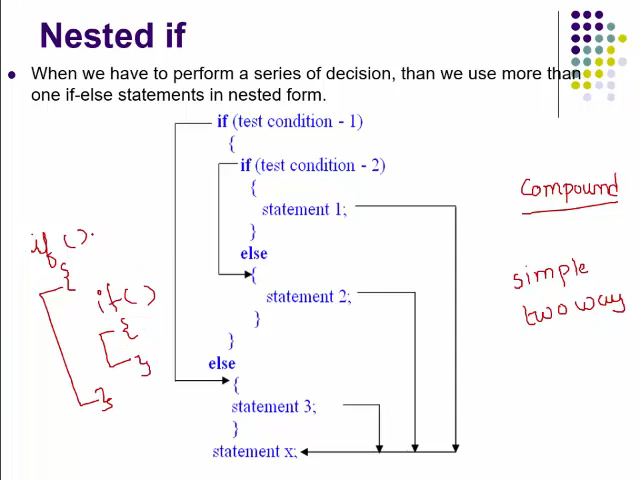 Nested if
When we have to perform a series of decision, than we use more than
one if-else statements in nested form.
if (test condition - 1)
{
if (test condition - 2)
{
statement 1;
}
else
{
statement 2;
}
}
else
{
statement 3;
}
statement x;
if ().
{
if ()
{
}
}
Compound
simple
two way